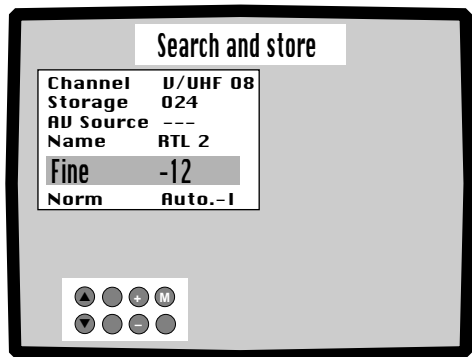 Search and store
Channel V/UHF 08
Storage 024
AV Source ---
Name RTL 2
Fine -12
Norm Auto.-I
+ M
-